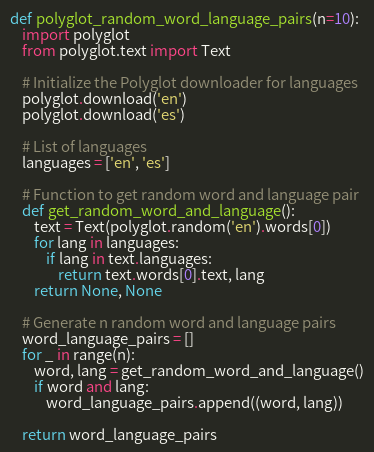 def polyglot_random_word_language_pairs(n=10):
    import polyglot
    from polyglot.text import Text

    # Initialize the Polyglot downloader for languages
    polyglot.download('en')
    polyglot.download('es')

    # List of languages
    languages = ['en', 'es']

    # Function to get random word and language pair
    def get_random_word_and_language():
        text = Text(polyglot.random('en').words[0])
        for lang in languages:
            if lang in text.languages:
                return text.words[0].text, lang
        return None, None

    # Generate n random word and language pairs
    word_language_pairs = []
    for _ in range(n):
        word, lang = get_random_word_and_language()
        if word and lang:
            word_language_pairs.append((word, lang))

    return word_language_pairs